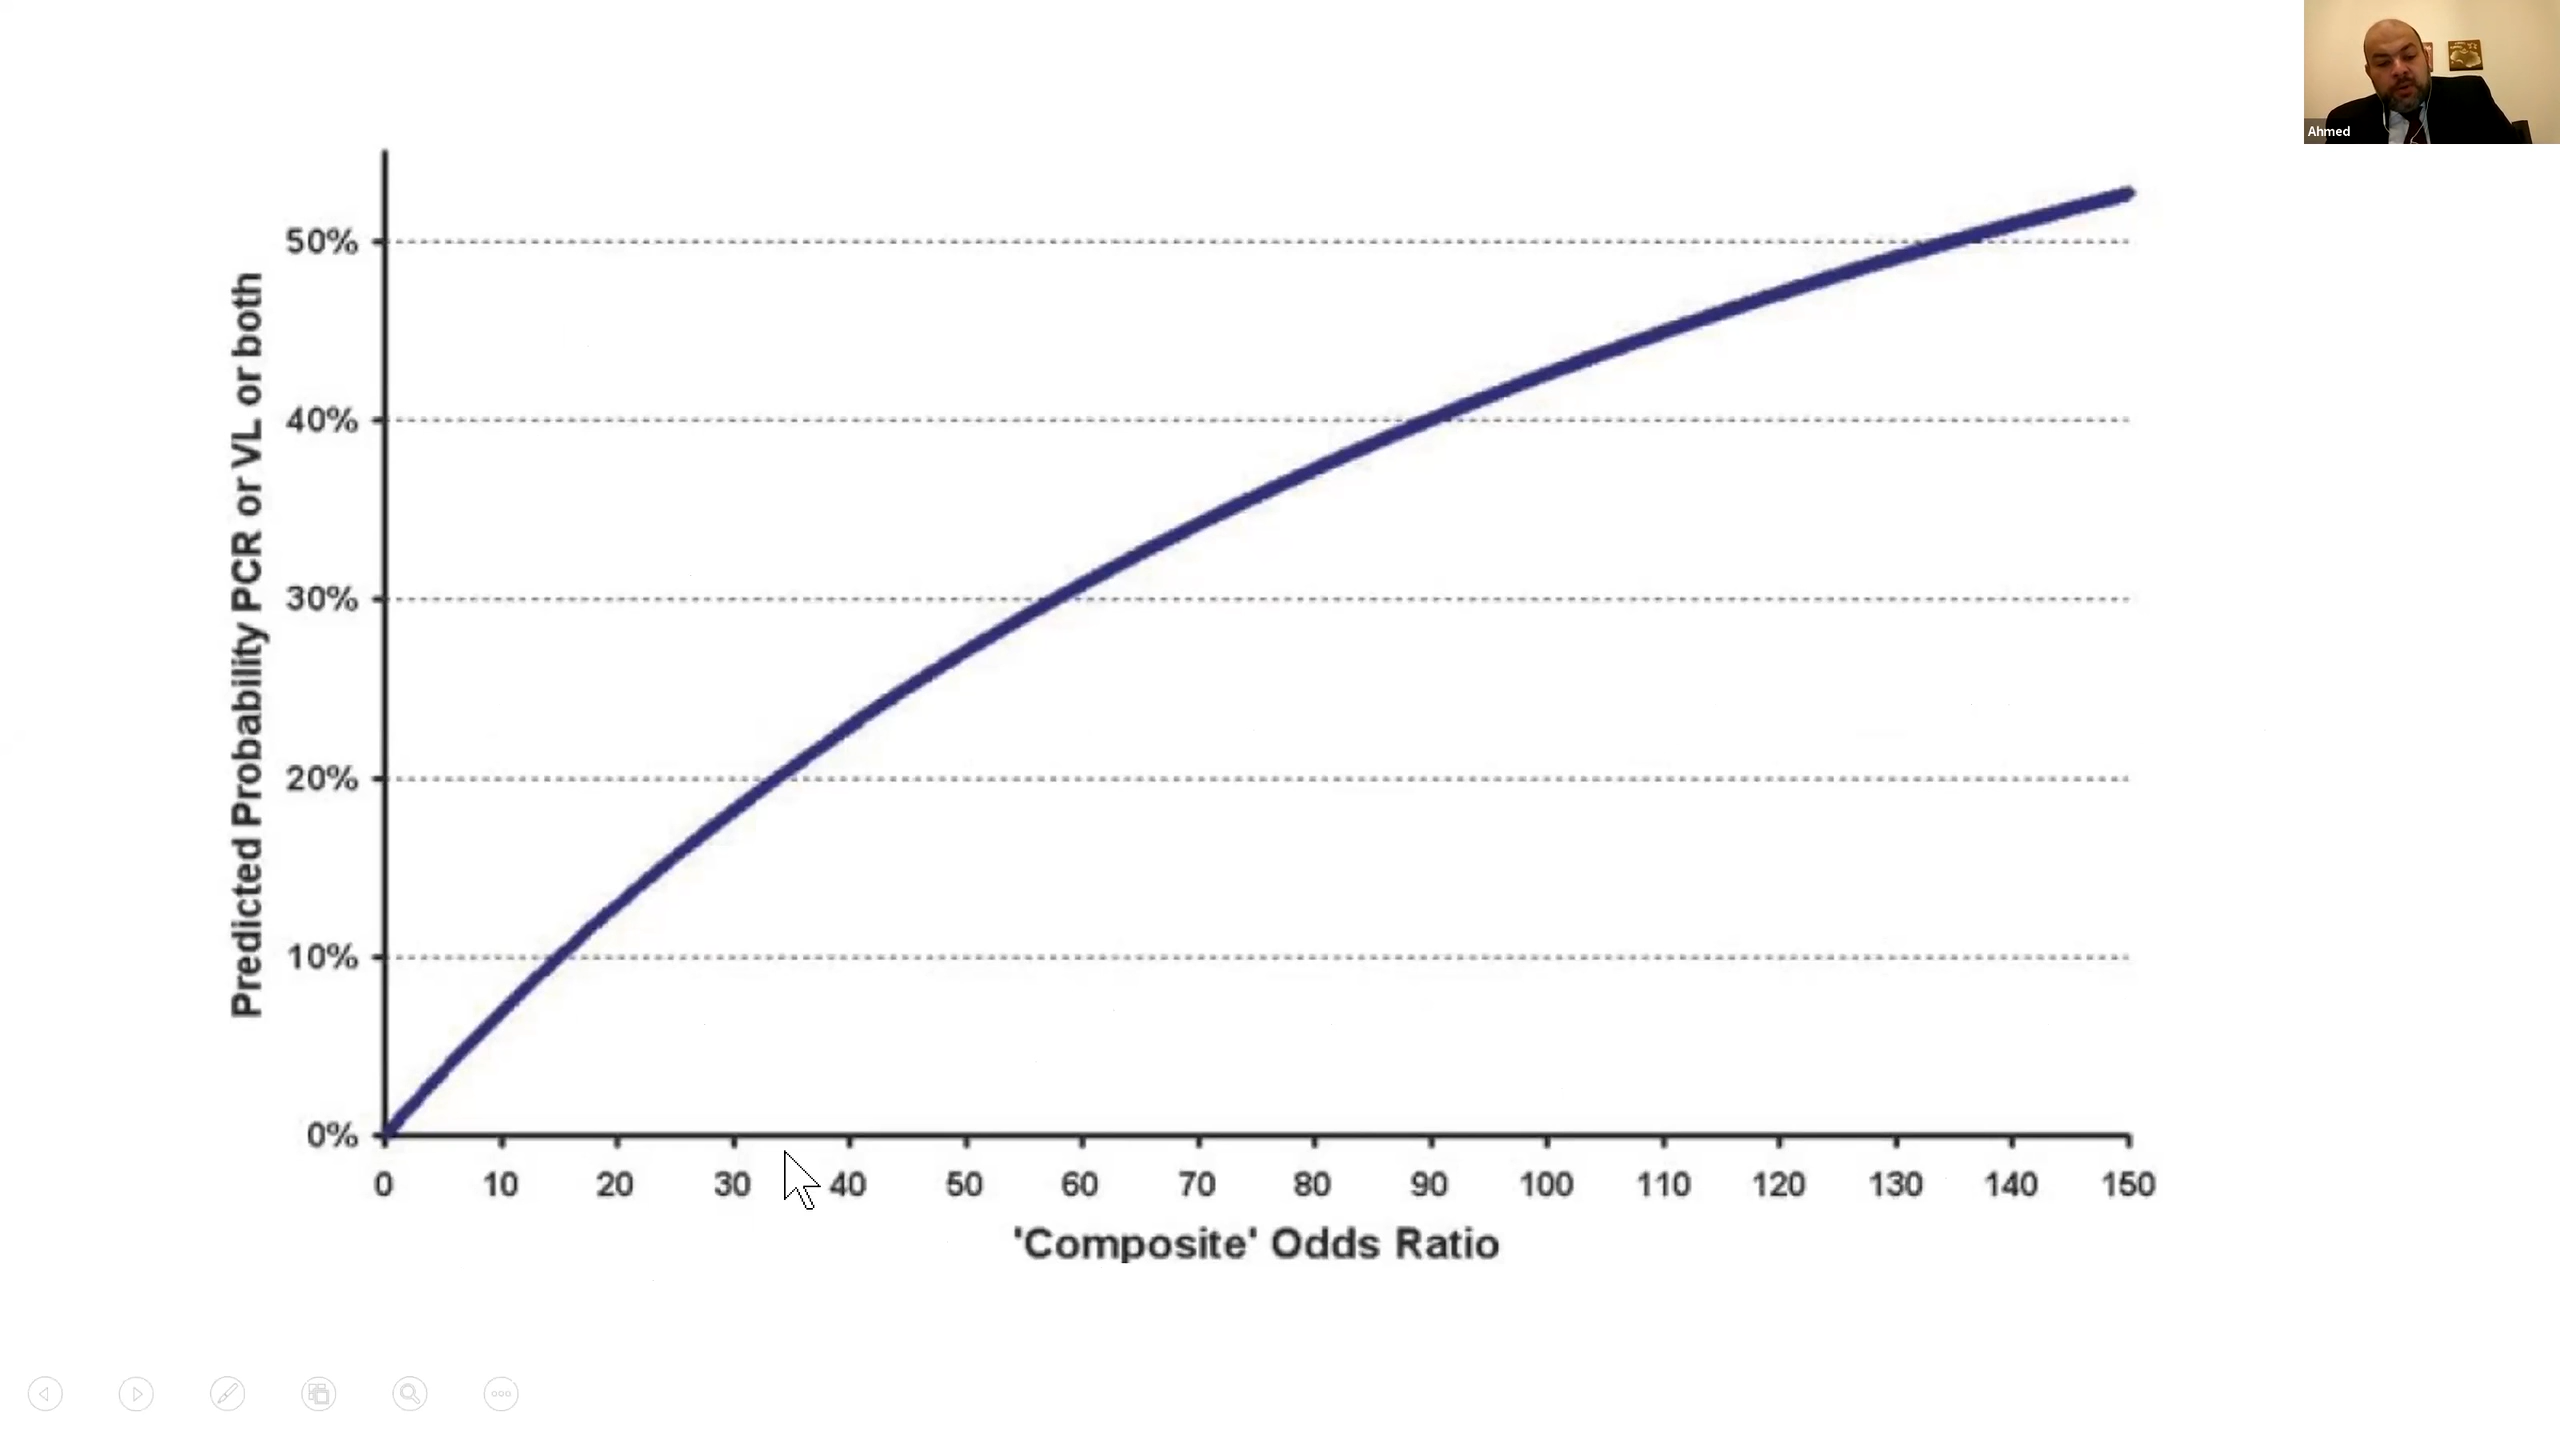 Ahmed
Predicted Probablity PCR or VL or both
50%
40%
30%
20%
10%
0%
0 10 20 30 40 50 60 70 80 90 100 110 120 130 140 150
'Composite' Odds Ratio